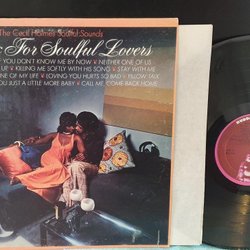 The Cecil Holmes Soulful Sounds
For Soulful Lovers
YOU DON'T KNOW ME BY NOW • NEITHER ONE OF US
UP • KILLING ME SOFTLY WITH HIS SONG • STAY WITH ME
ONE OF MY LIFE • LOVING YOU HURTS SO BAD • PILLOW TALK
YOU JUST A LITTLE MORE BABY • CALL ME COME BACK HOME